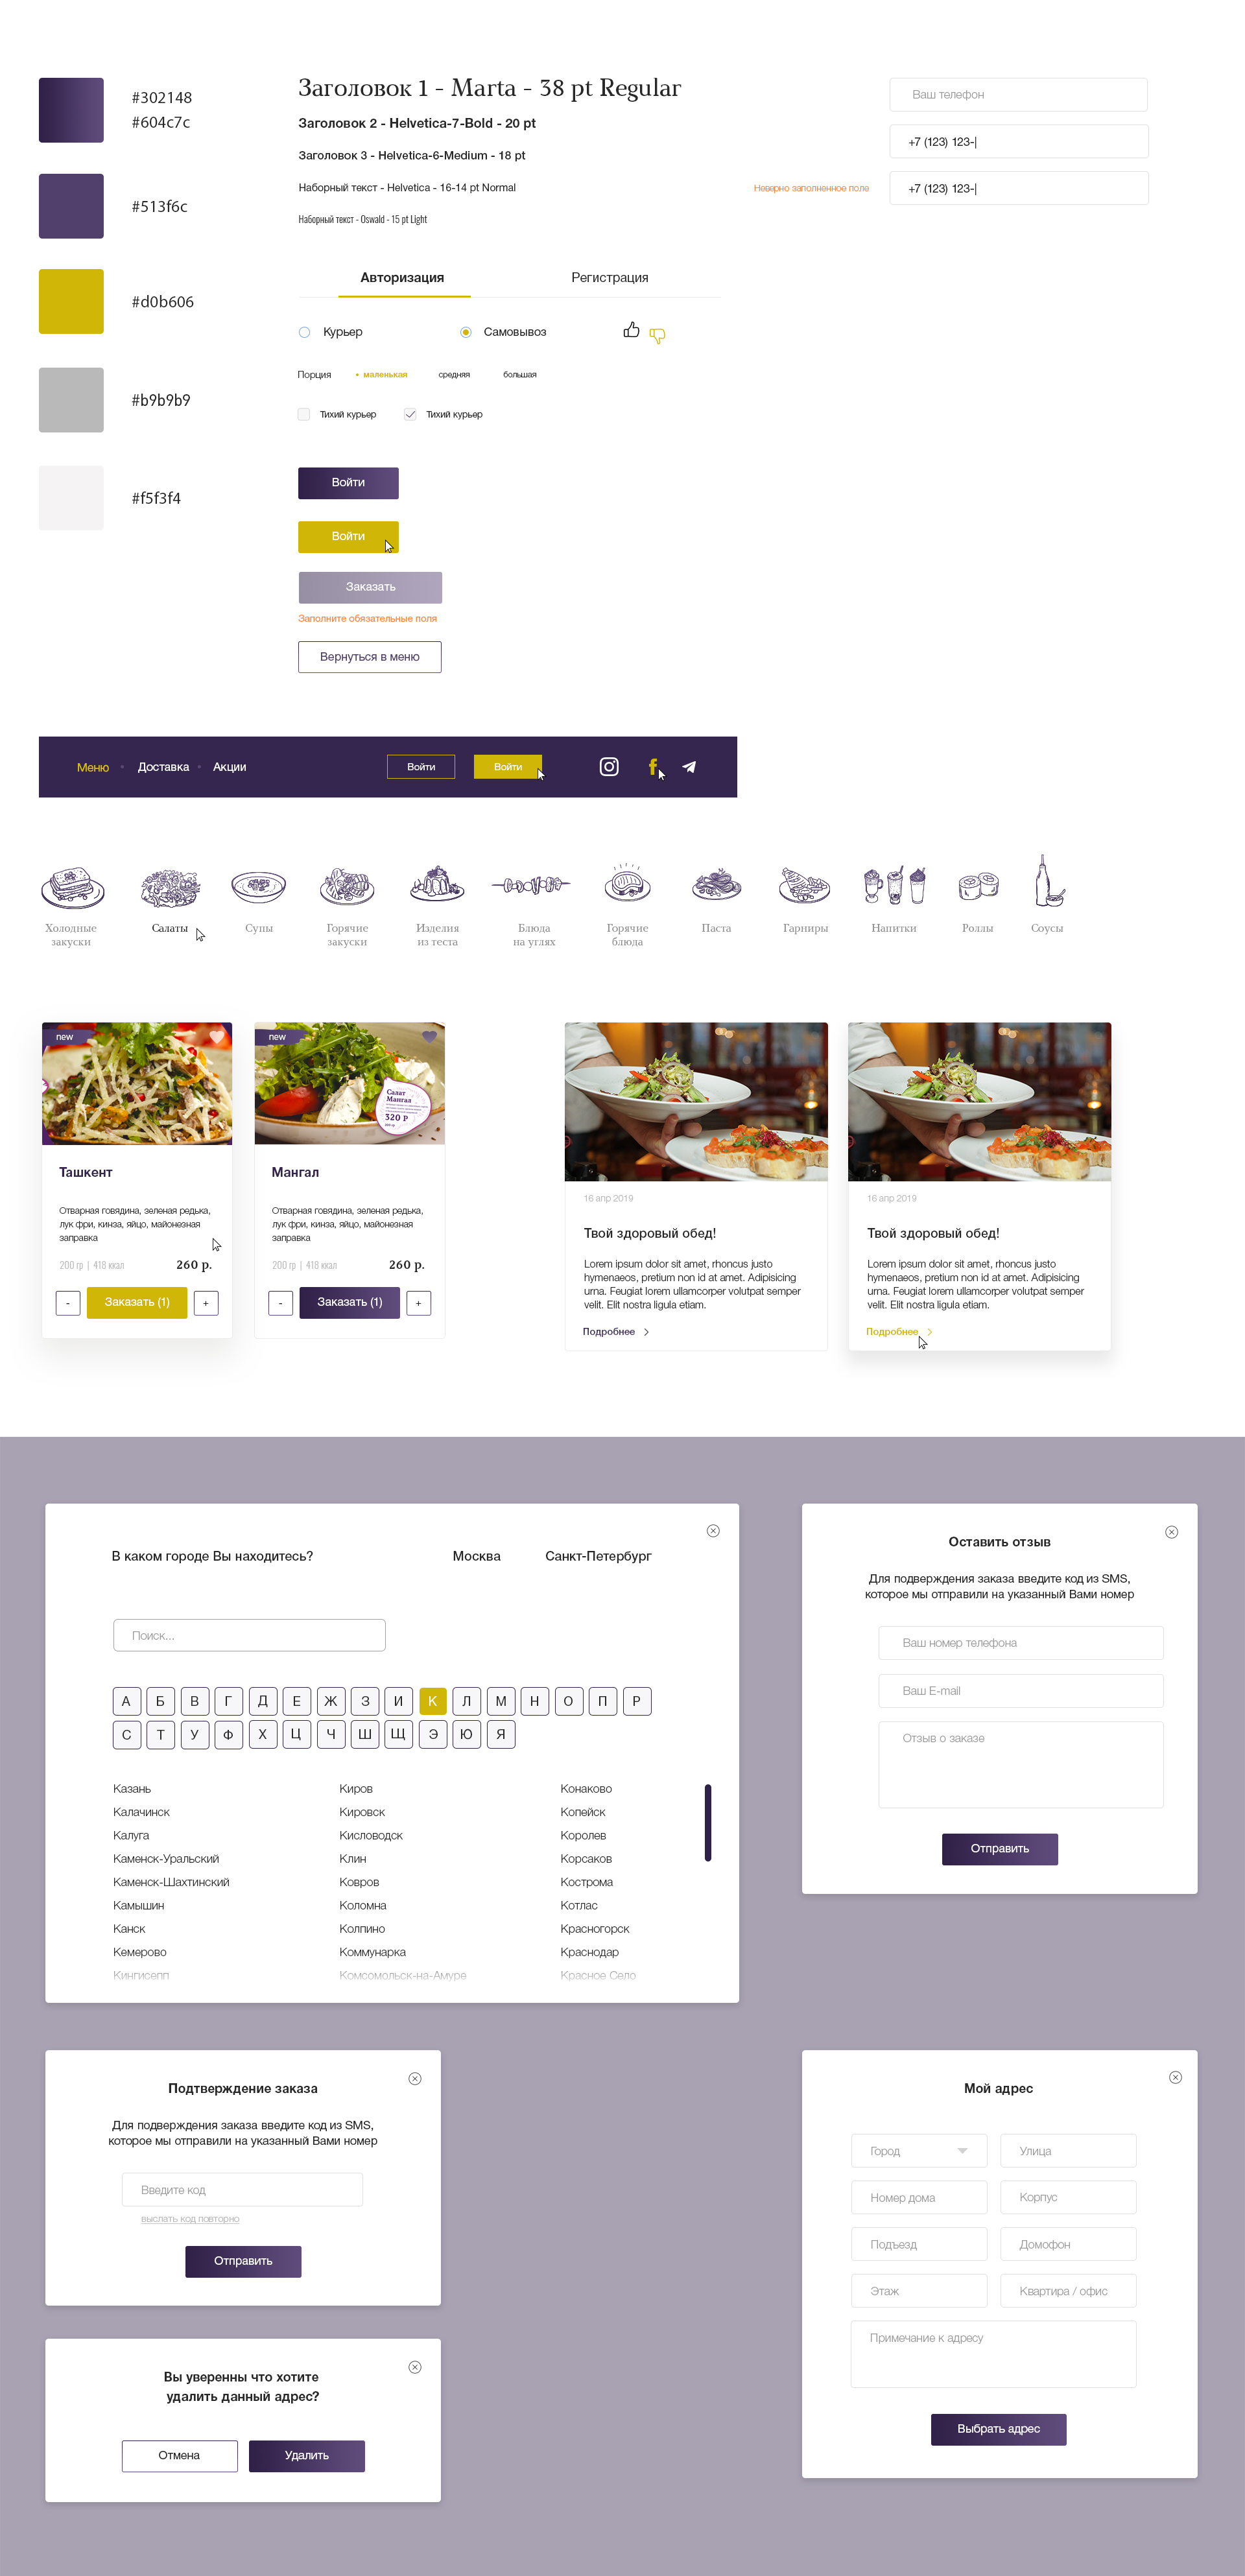 #302148
#604c7c
#513f6c
#d0b606
#b9b9b9
#f5f3f4
Заголовок 1 - Marta - 38 pt Regular
Заголовок 2 - Helvetica-7-Bold - 20 pt
Заголовок 3 - Helvetica-6-Medium - 18 pt
Наборный текст - Helvetica - 16-14 pt Normal
Наборный текст - Oswald - 15 pt Light
Ваш телефон
+7 (123) 123-|
Неверно заполненное поле
+7 (123) 123-|
Авторизация
Регистрация
Курьер
Самовывоз
Порция
маленькая
средняя
большая
Тихий курьер
Тихий курьер
Войти
Войти
Заказать
Заполните обязательные поля
Вернуться в меню
Меню
Доставка
Акции
Войти
Войти
Холодные
закуски
Салаты
Супы
Горячие
закуски
Изделия
из теста
Блюда
на углях
Горячие
блюда
Паста
Гарниры
Напитки
Роллы
Соусы
new
Ташкент
Отварная говядина, зеленая редька,
лук фри, кинза, яйцо, майонезная
заправка
200 гр | 418 ккал
260 р.
-
Заказать (1)
+
new
Салат
Мангал
320 Р
Мангал
Отварная говядина, зеленая редька,
лук фри, кинза, яйцо, майонезная
заправка
200 гр | 418 ккал
260 р.
-
Заказать (1)
+
16 апр 2019
Твой здоровый обед!
Lorem ipsum dolor sit amet, rhoncus justo
hymenaeos, pretium non id at amet. Adipisicing
urna. Feugiat lorem ullamcorper volutpat semper
velit. Elit nostra ligula etiam.
Подробнее
16 апр 2019
Твой здоровый обед!
Lorem ipsum dolor sit amet, rhoncus justo
hymenaeos, pretium non id at amet. Adipisicing
urna. Feugiat lorem ullamcorper volutpat semper
velit. Elit nostra ligula etiam.
Подробнее
В каком городе Вы находитесь?
Москва
Санкт-Петербург
Поиск...
А Б В Г Д Е Ж З И К Л М Н О П Р
С Т У Ф Х Ц Ч Ш Щ Э Ю Я
Казань
Калачинск
Калуга
Каменск-Уральский
Каменск-Шахтинский
Камышин
Канск
Кемерово
Кингисепп
Киров
Кировск
Кисловодск
Клин
Ковров
Коломна
Колпино
Коммунарка
Комсомольск-на-Амуре
Конаково
Копейск
Королев
Корсаков
Кострома
Котлас
Красногорск
Краснодар
Красное Село
Оставить отзыв
Для подверждения заказа введите код из SMS,
которое мы отправили на указанный Вами номер
Ваш номер телефона
Ваш E-mail
Отзыв о заказе
Отправить
Подтверждение заказа
Для подверждения заказа введите код из SMS,
которое мы отправили на указанный Вами номер
Введите код
выслать код повторно
Отправить
Вы уверенны что хотите
удалить данный адрес?
Отмена
Удалить
Мой адрес
Город
Улица
Номер дома
Корпус
Подъезд
Домофон
Этаж
Квартира / офис
Примечание к адресу
Выбрать адрес